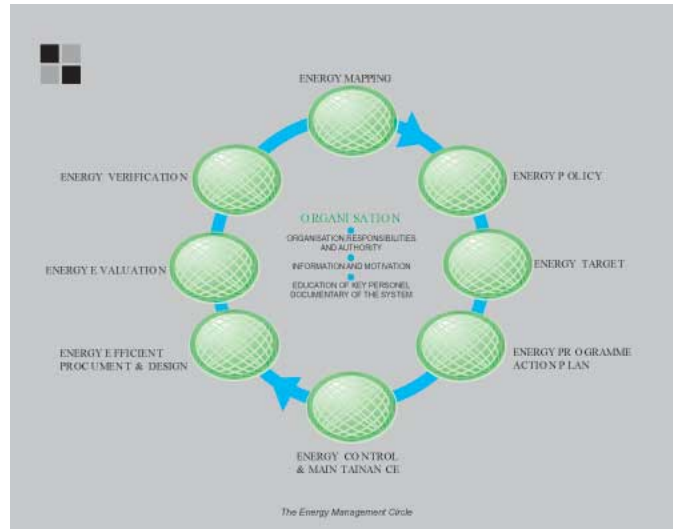 ENERGY MAPPING
ENERGY VERIFICATION
ENERGY POLICY
ORGANISATION
ORGANISATION RESPONSIBILITIES
AND AUTHORITY
INFORMATION AND MOTIVATION
EDUCATION OF KEY PERSONEL
DOCUMENTARY OF THE SYSTEM
ENERGY EVALUATION
ENERGY TARGET
ENERGY EFFICIENT
PROCUMENT & DESIGN
ENERGY PROGRAMME
ACTION PLAN
ENERGY CONTROL
& MAINTAINANCE
The Energy Management Circle